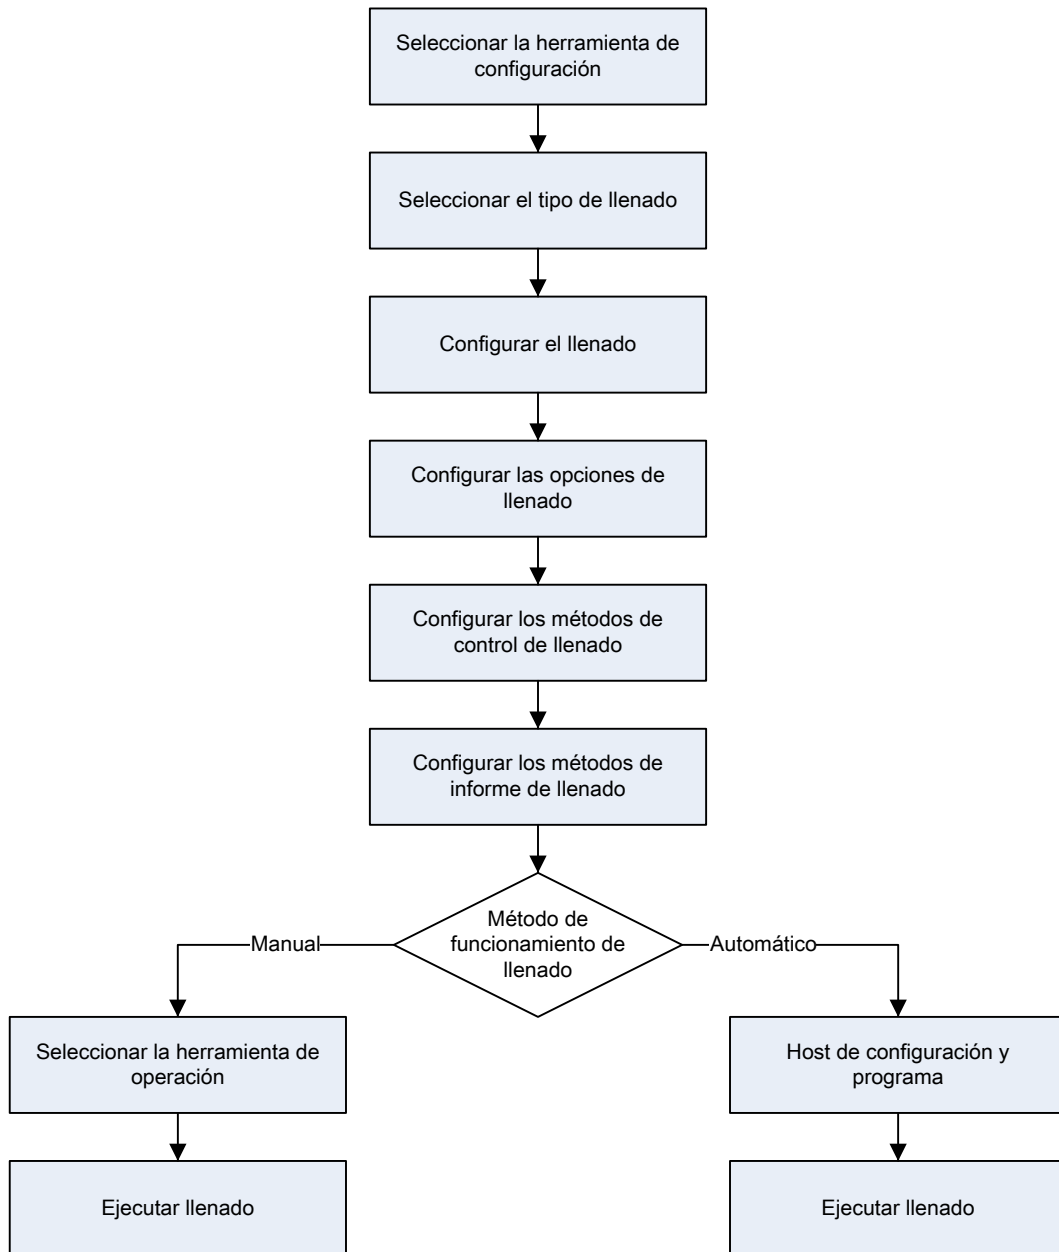 Seleccionar la herramienta de
configuración
Seleccionar el tipo de llenado
Configurar el llenado
Configurar las opciones de
llenado
Configurar los métodos de
control de llenado
Configurar los métodos de
informe de llenado
Método de
funcionamiento de
llenado
Manual
Automático
Seleccionar la herramienta de
operación
Host de configuración y
programa
Ejecutar llenado
Ejecutar llenado